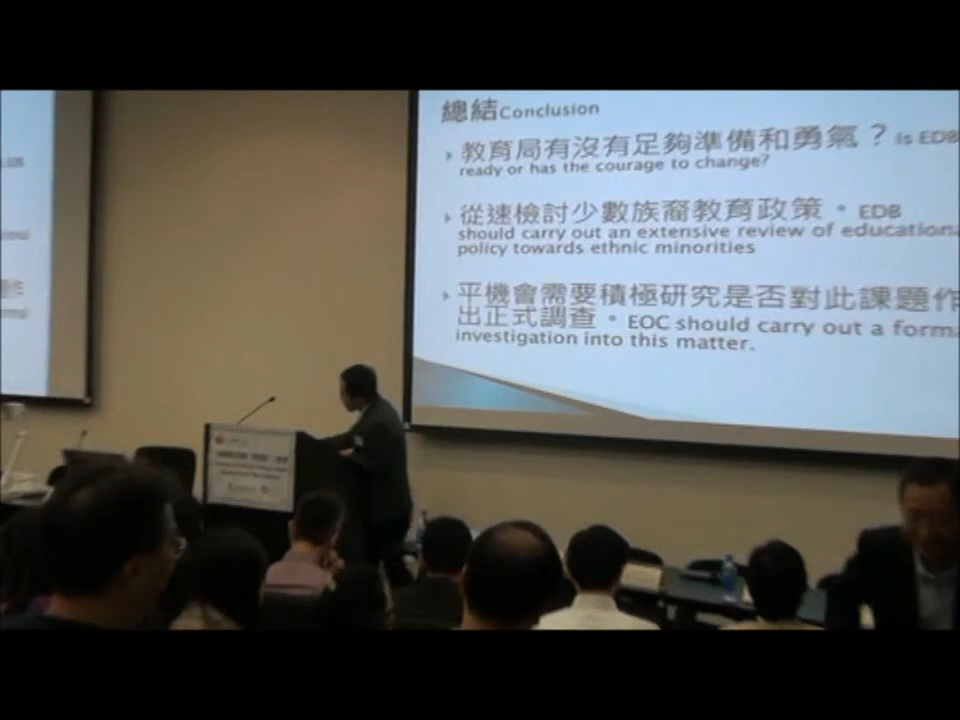 總結Conclusion
教育局有沒有足夠準備和勇氣？Is EDB
ready or has the courage to change?
從速檢討少數族裔教育政策。EDB
should carry out an extensive review of educationa
policy towards ethnic minorities
平機會需要積極研究是否對此課題作
出正式調查。EOC should carry out a forma
investigation into this matter.